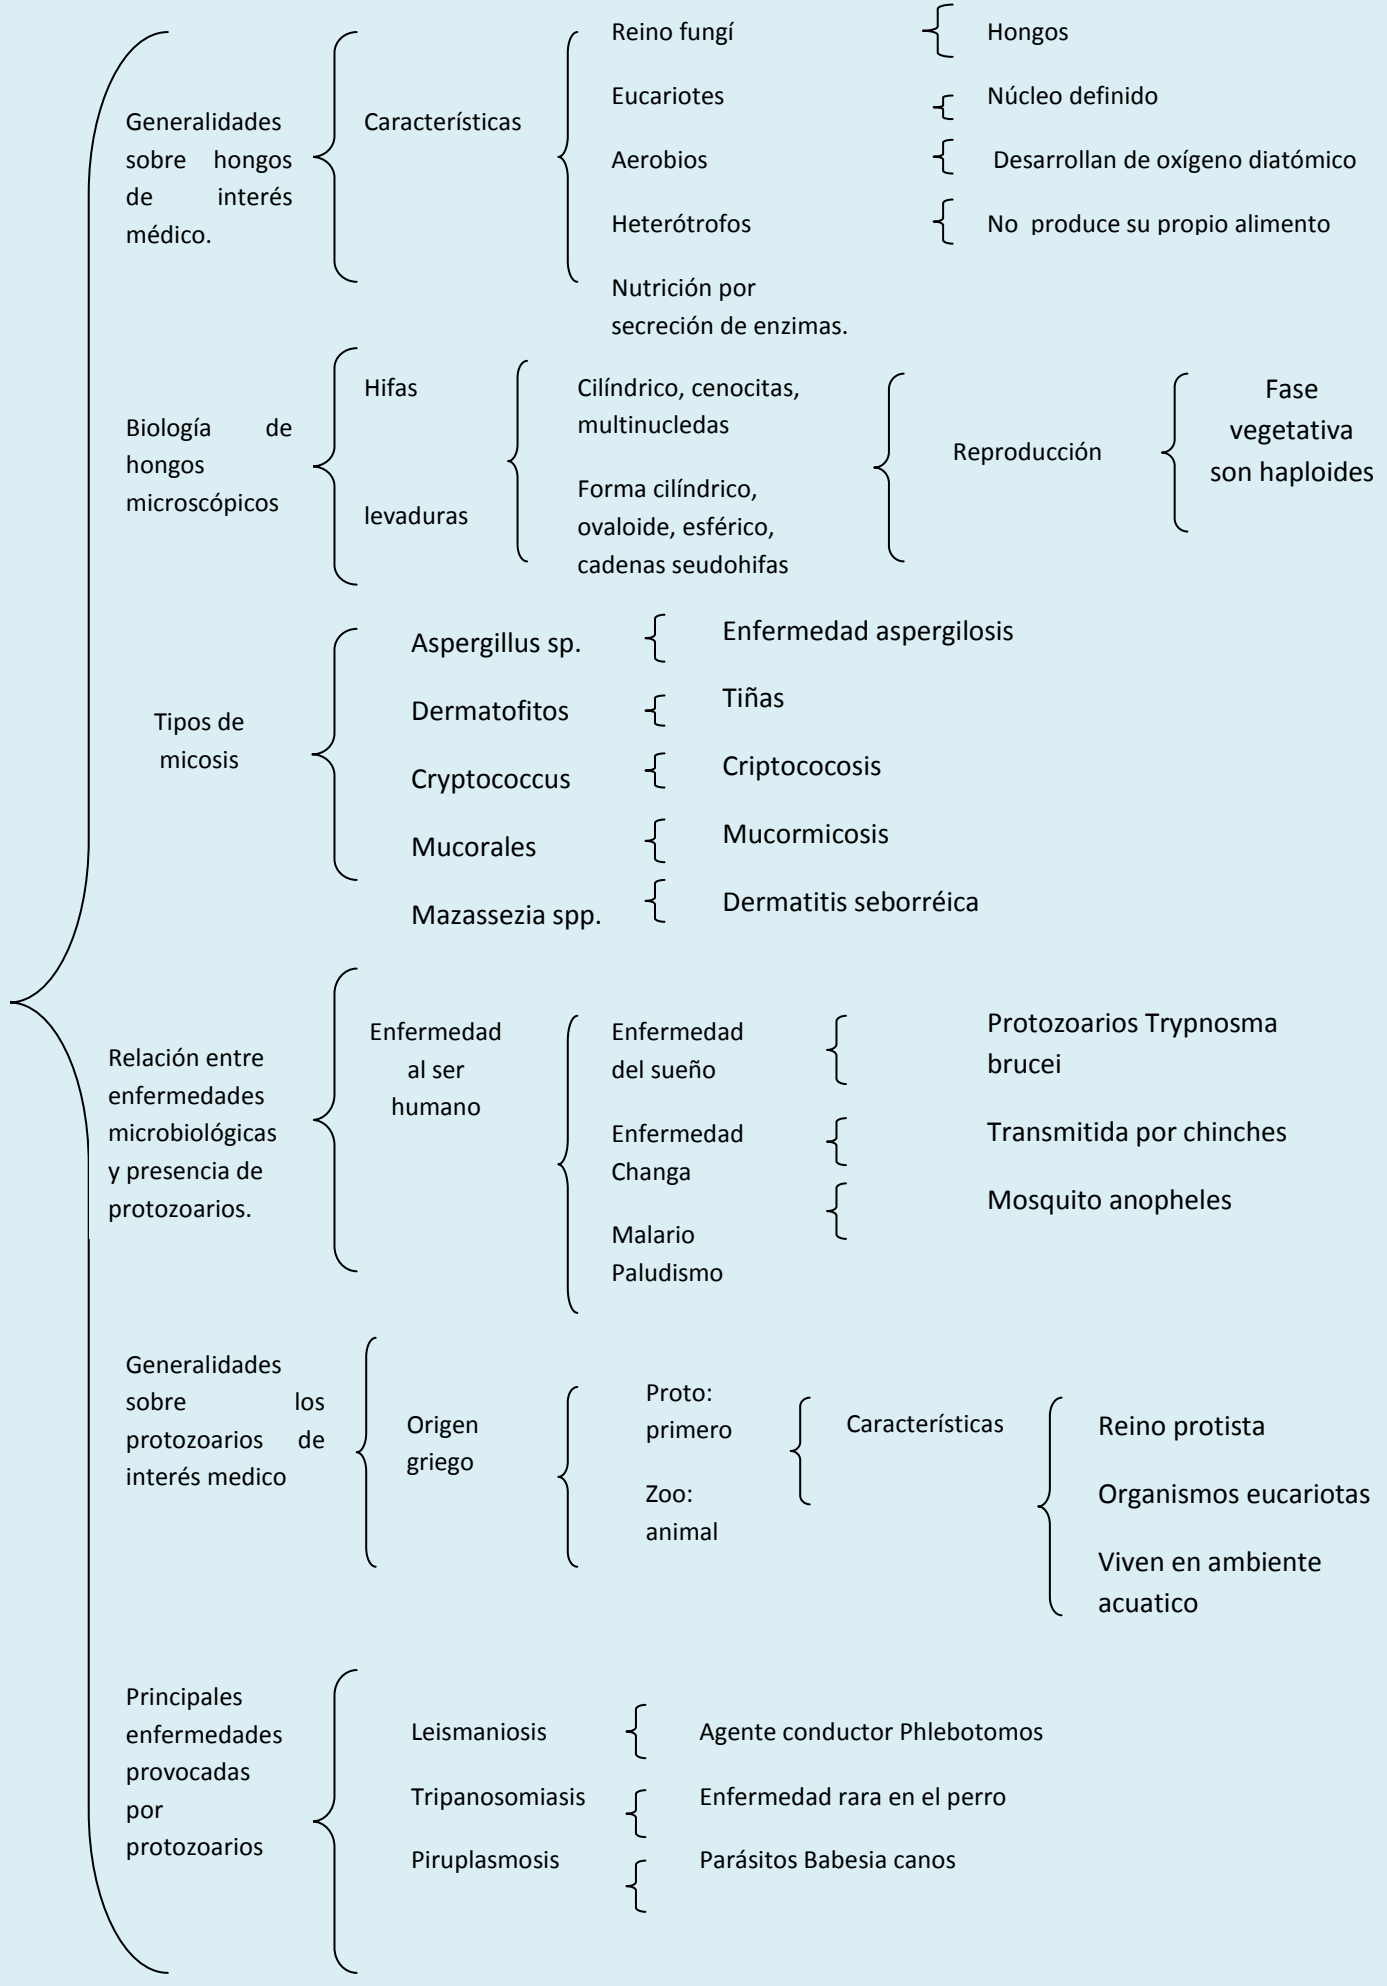 Generalidades
sobre hongos
de interés
médico.
Características
Reino fungí
Hongos
Eucariotes
Núcleo definido
Aerobios
Desarrollan de oxígeno diatómico
Heterótrofos
No produce su propio alimento
Nutrición por
secreción de enzimas.
Biología de
hongos
microscópicos
Hifas
levaduras
Cilíndrico, cenocitas,
multinucledas
Forma cilíndrico,
ovaloide, esférico,
cadenas seudohifas
Reproducción
Fase
vegetativa
son haploides
Tipos de
micosis
Aspergillus sp.
Enfermedad aspergilosis
Dermatofitos
Tiñas
Cryptococcus
Criptococosis
Mucorales
Mucormicosis
Mazassezia spp.
Dermatitis seborréica
Relación entre
enfermedades
microbiológicas
y presencia de
protozoarios.
Enfermedad
al ser
humano
Enfermedad
del sueño
Protozoarios Trypnosma
brucei
Enfermedad
Changa
Transmitida por chinches
Malario
Paludismo
Mosquito anopheles
Generalidades
sobre los
protozoarios de
interés medico
Origen
griego
Proto:
primero
Zoo:
animal
Características
Reino protista
Organismos eucariotas
Viven en ambiente
acuatico
Principales
enfermedades
provocadas
por
protozoarios
Leismaniosis
Agente conductor Phlebotomos
Tripanosomiasis
Enfermedad rara en el perro
Piruplasmosis
Parásitos Babesia canos